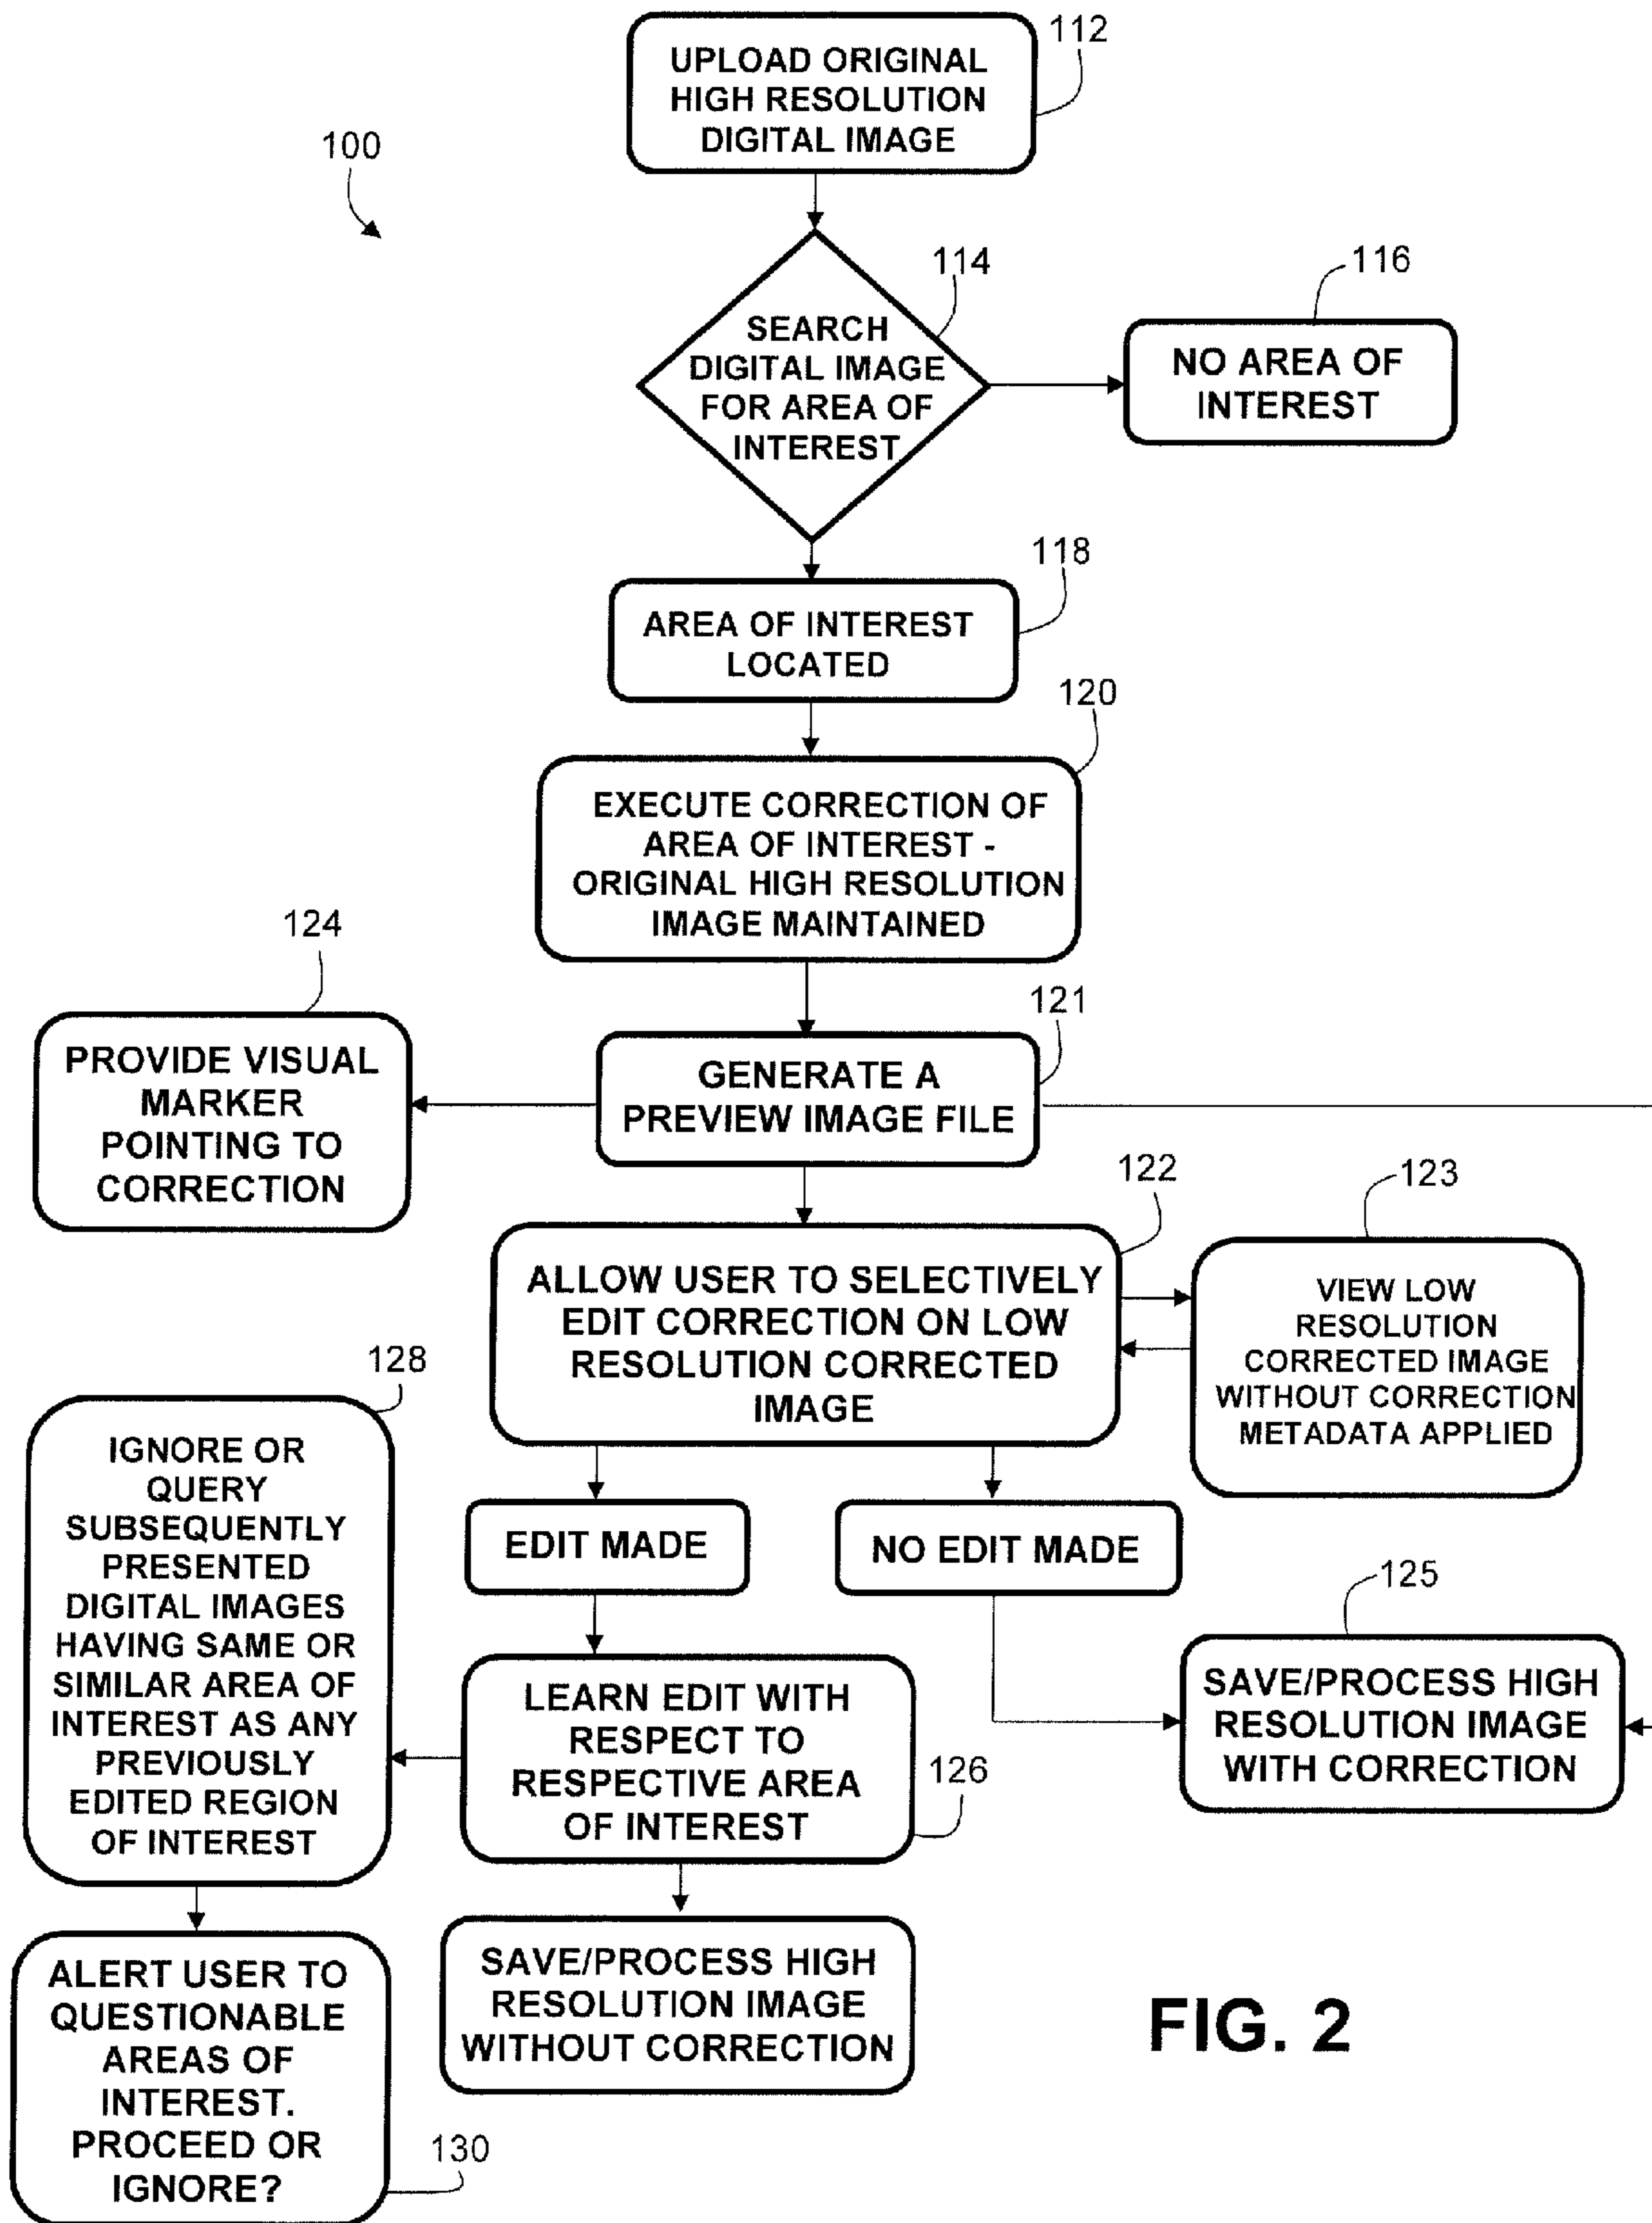 112
UPLOAD ORIGINAL
HIGH RESOLUTION
DIGITAL IMAGE
100
114
SEARCH
DIGITAL IMAGE
FOR AREA OF
INTEREST
116
NO AREA OF
INTEREST
118
AREA OF INTEREST
LOCATED
120
EXECUTE CORRECTION OF
AREA OF INTEREST -
ORIGINAL HIGH RESOLUTION
IMAGE MAINTAINED
124
PROVIDE VISUAL
MARKER
POINTING TO
CORRECTION
121
GENERATE A
PREVIEW IMAGE FILE
122
ALLOW USER TO SELECTIVELY
EDIT CORRECTION ON LOW
RESOLUTION CORRECTED
IMAGE
123
VIEW LOW
RESOLUTION
CORRECTED IMAGE
WITHOUT CORRECTION
METADATA APPLIED
128
IGNORE OR
QUERY
SUBSEQUENTLY
PRESENTED
DIGITAL IMAGES
HAVING SAME OR
SIMILAR AREA OF
INTEREST AS ANY
PREVIOUSLY
EDITED REGION
OF INTEREST
EDIT MADE
NO EDIT MADE
125
SAVE/PROCESS HIGH
RESOLUTION IMAGE
WITH CORRECTION
LEARN EDIT WITH
RESPECT TO
RESPECTIVE AREA
OF INTEREST
126
ALERT USER TO
QUESTIONABLE
AREAS OF
INTEREST.
PROCEED OR
IGNORE?
130
SAVE/PROCESS HIGH
RESOLUTION IMAGE
WITHOUT CORRECTION
FIG. 2